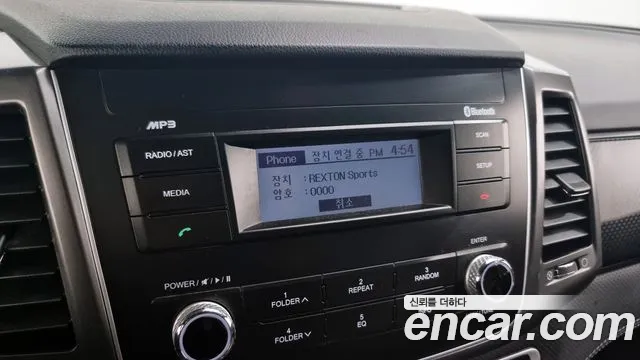 MP3
Bluetooth
RADIO/AST
MEDIA
Phone 장치 연결 중 PM 4:54
장치 : REXTON Sports
암호 : 0000
취소
SCAN
SETUP
POWER/
1
FOLDER ∧
2
REPEAT
3
RANDOM
ENTER
4
FOLDER ∨
5
EQ
신뢰를 더하다
encar.com